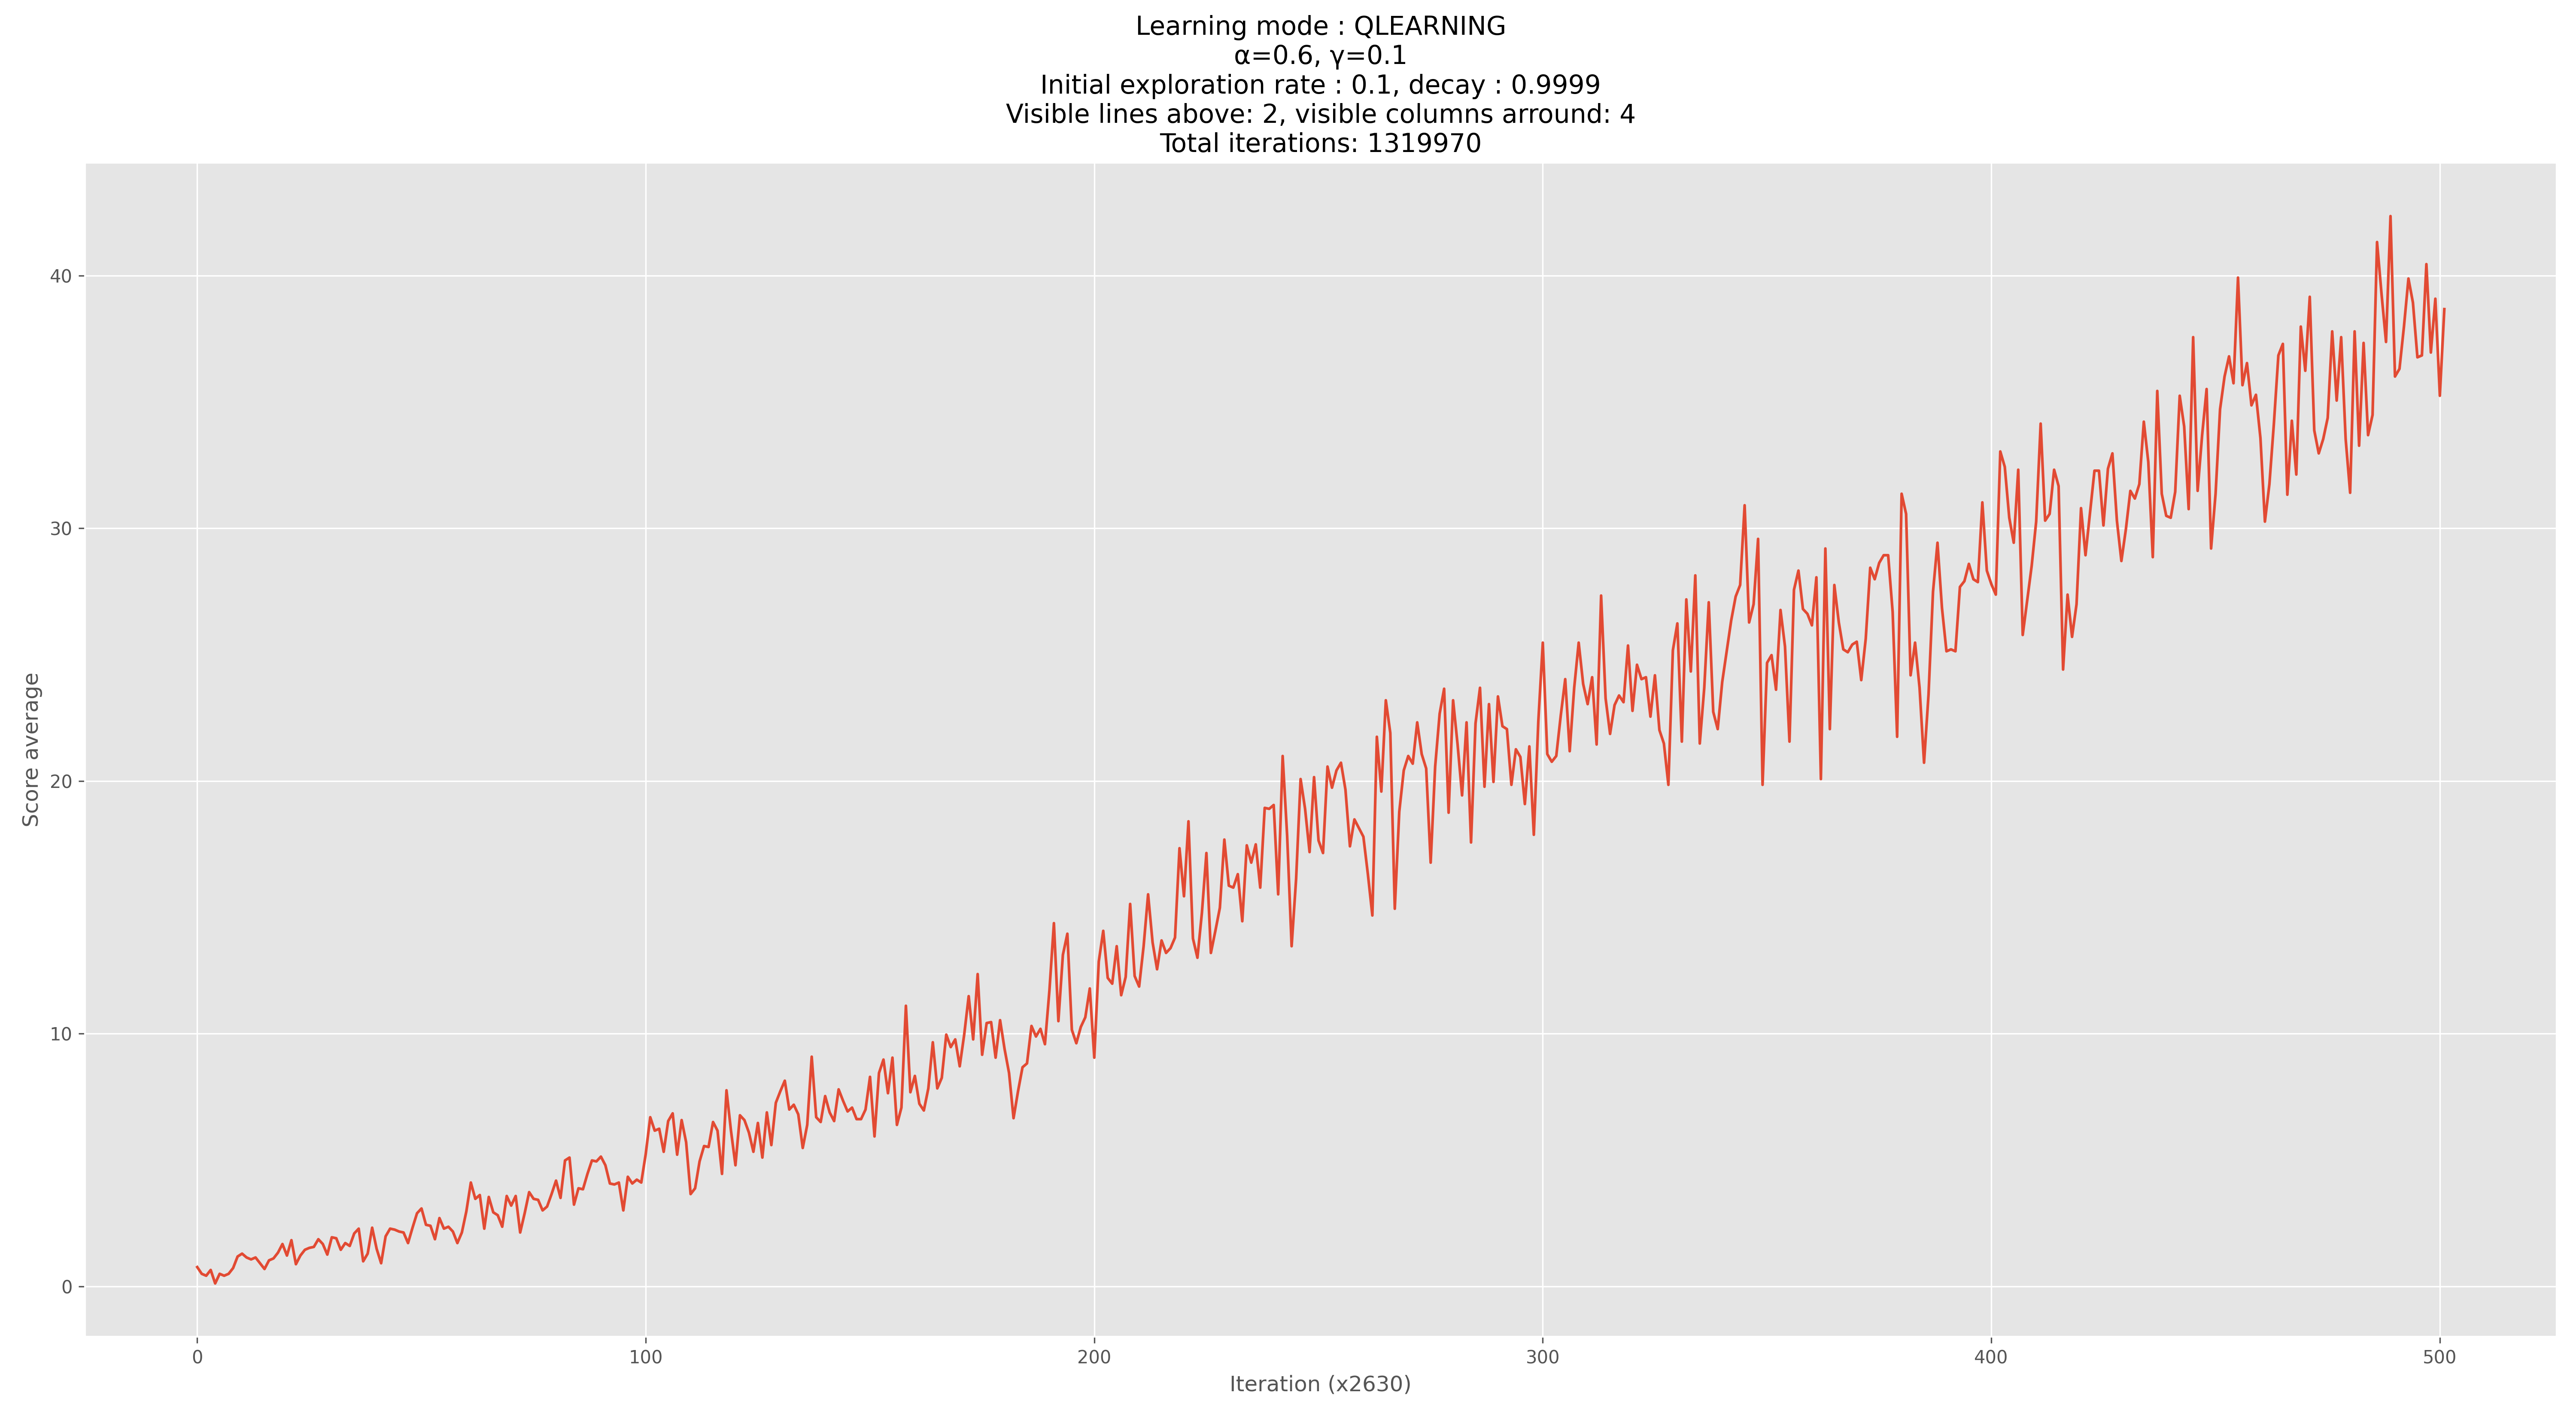 Learning mode : QLEARNING
α=0.6, γ=0.1
Initial exploration rate : 0.1, decay : 0.9999
Visible lines above: 2, visible columns arround: 4
Total iterations: 1319970
40
30
20
10
0
Score average
0 100 200 300 400 500
Iteration (x2630)